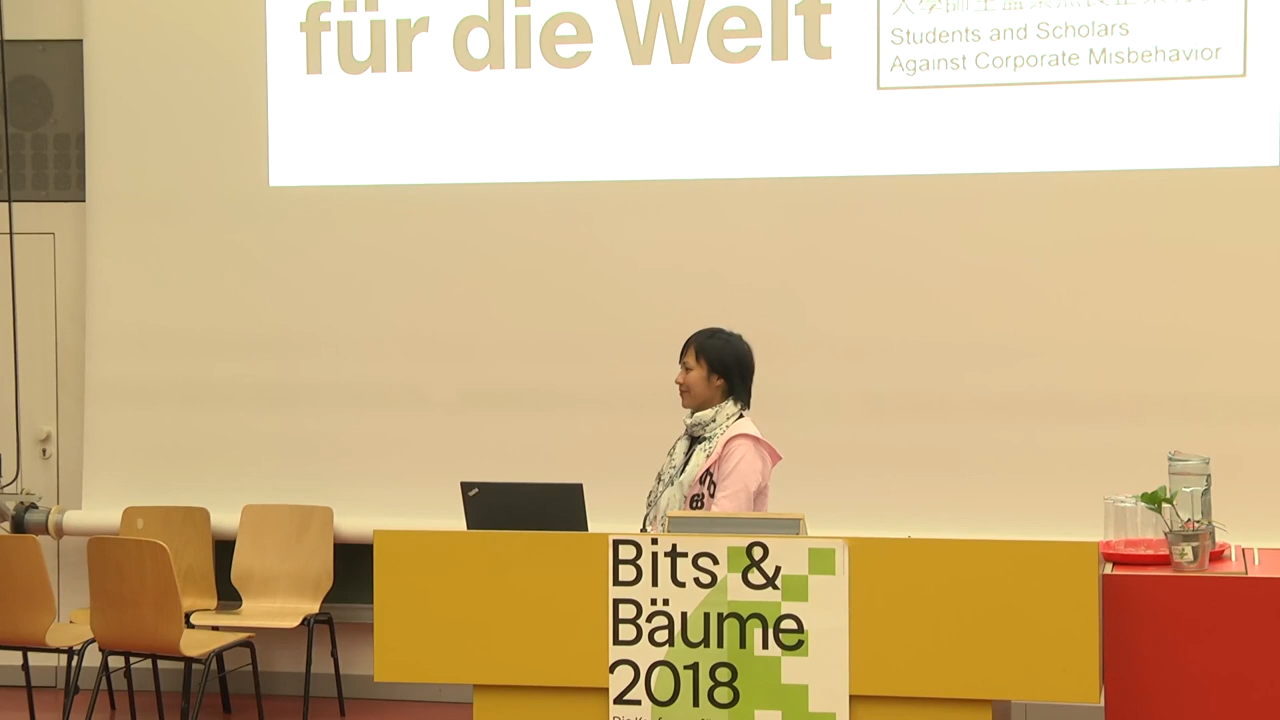 für die Welt
Students and Scholars
Against Corporate Misbehavior
Bits &
Bäume
2018